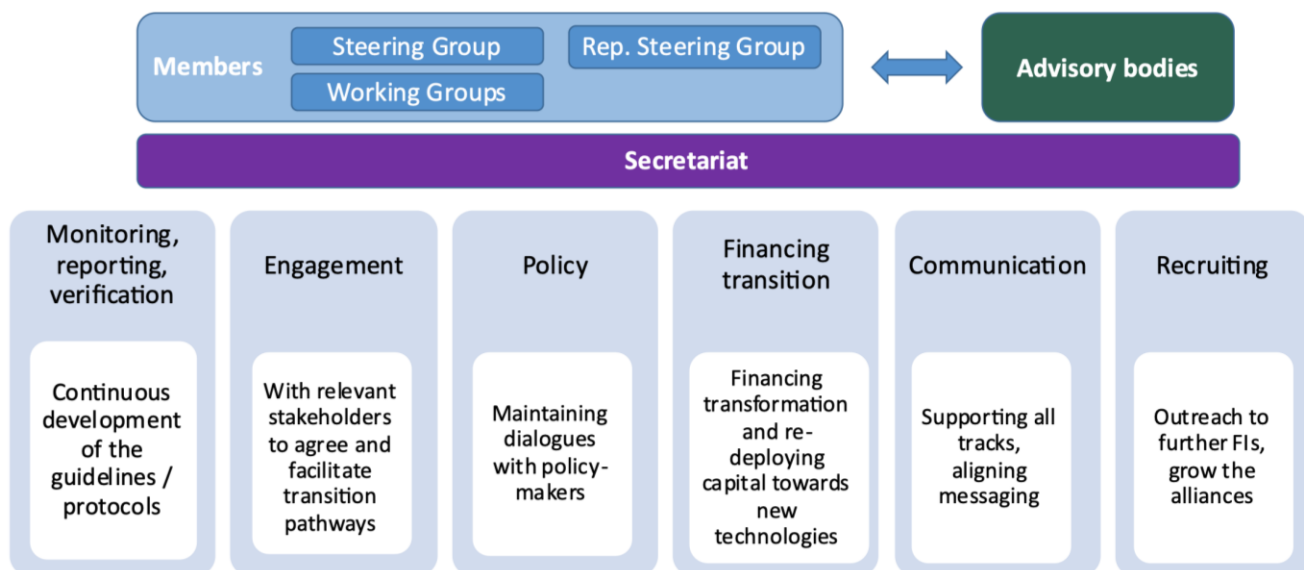 Members
Steering Group
Rep. Steering Group
Working Groups
Advisory bodies
Secretariat
Monitoring,
reporting,
verification
Continuous
development
of the
guidelines /
protocols
Engagement
With relevant
stakeholders
to agree and
facilitate
transition
pathways
Policy
Maintaining
dialogues
with policy-
makers
Financing
transition
Financing
transformation
and re-
deploying
capital towards
new
technologies
Communication
Supporting all
tracks,
aligning
messaging
Recruiting
Outreach to
further FIs,
grow the
alliances